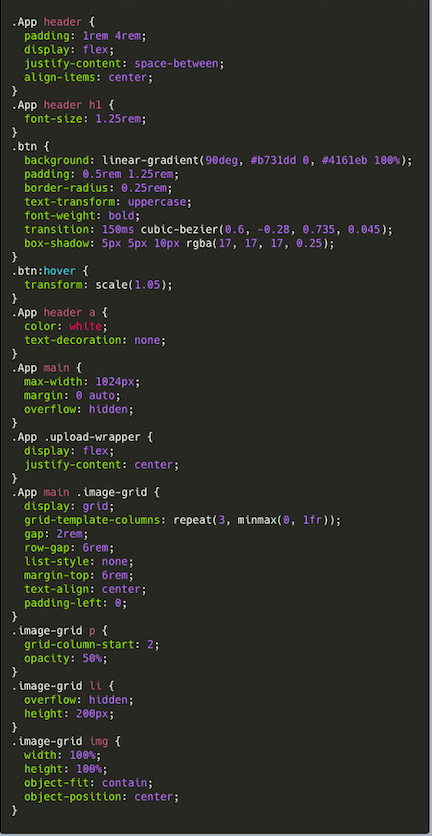 .App header {
  padding: 1rem 4rem;
  display: flex;
  justify-content: space-between;
  align-items: center;
}
.App header h1 {
  font-size: 1.25rem;
}
.btn {
  background: linear-gradient(90deg, #b731dd 0, #4161eb 100%);
  padding: 0.5rem 1.25rem;
  border-radius: 0.25rem;
  text-transform: uppercase;
  font-weight: bold;
  transition: 150ms cubic-bezier(0.6, -0.28, 0.735, 0.045);
  box-shadow: 5px 5px 10px rgba(17, 17, 17, 0.25);
}
.btn:hover {
  transform: scale(1.05);
}
.App header a {
  color: white;
  text-decoration: none;
}
.App main {
  max-width: 1024px;
  margin: 0 auto;
  overflow: hidden;
}
.App .upload-wrapper {
  display: flex;
  justify-content: center;
}
.App main .image-grid {
  display: grid;
  grid-template-columns: repeat(3, minmax(0, 1fr));
  gap: 2rem;
  row-gap: 6rem;
  list-style: none;
  margin-top: 6rem;
  text-align: center;
  padding-left: 0;
}
.image-grid p {
  grid-column-start: 2;
  opacity: 50%;
}
.image-grid li {
  overflow: hidden;
  height: 200px;
}
.image-grid img {
  width: 100%;
  height: 100%;
  object-fit: contain;
  object-position: center;
}